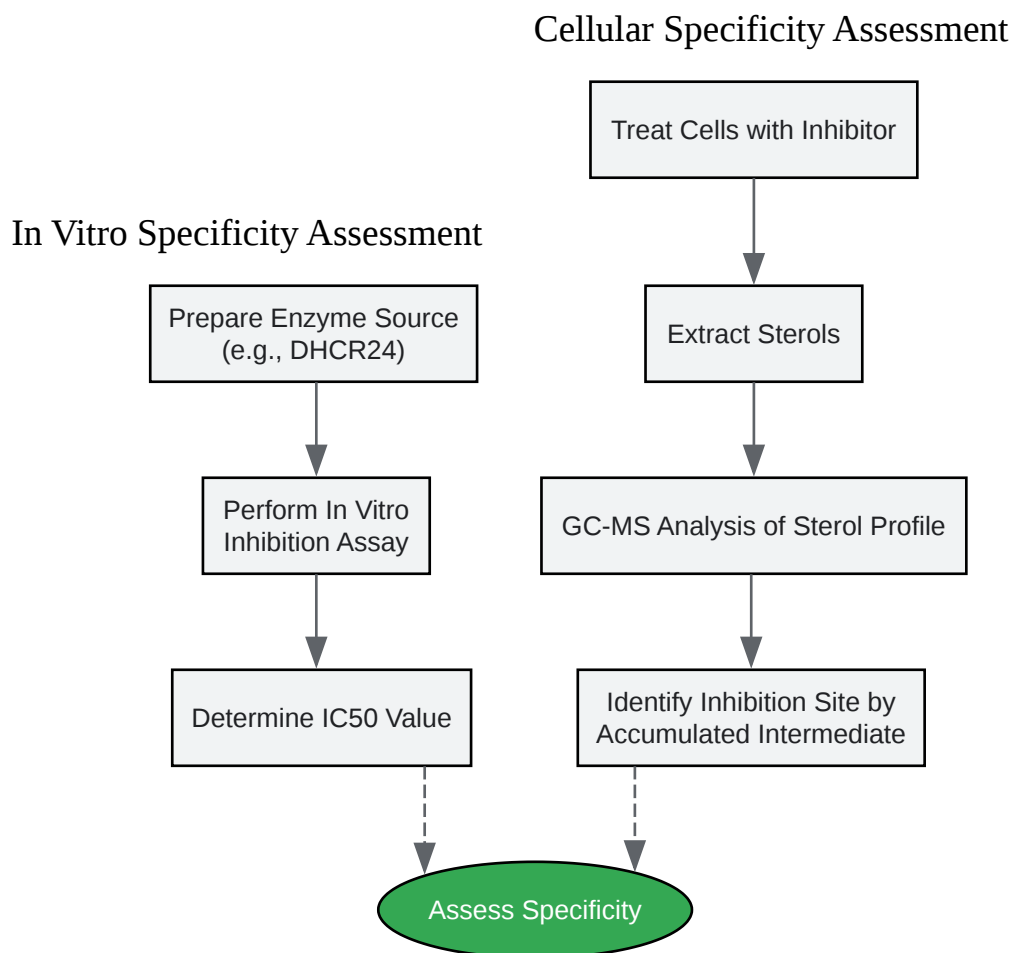 Cellular Specificity Assessment
Treat Cells with Inhibitor
In Vitro Specificity Assessment
Prepare Enzyme Source
(e.g., DHCR24)
Extract Sterols
Perform In Vitro
Inhibition Assay
GC-MS Analysis of Sterol Profile
Determine IC50 Value
Identify Inhibition Site by
Accumulated Intermediate
Assess Specificity